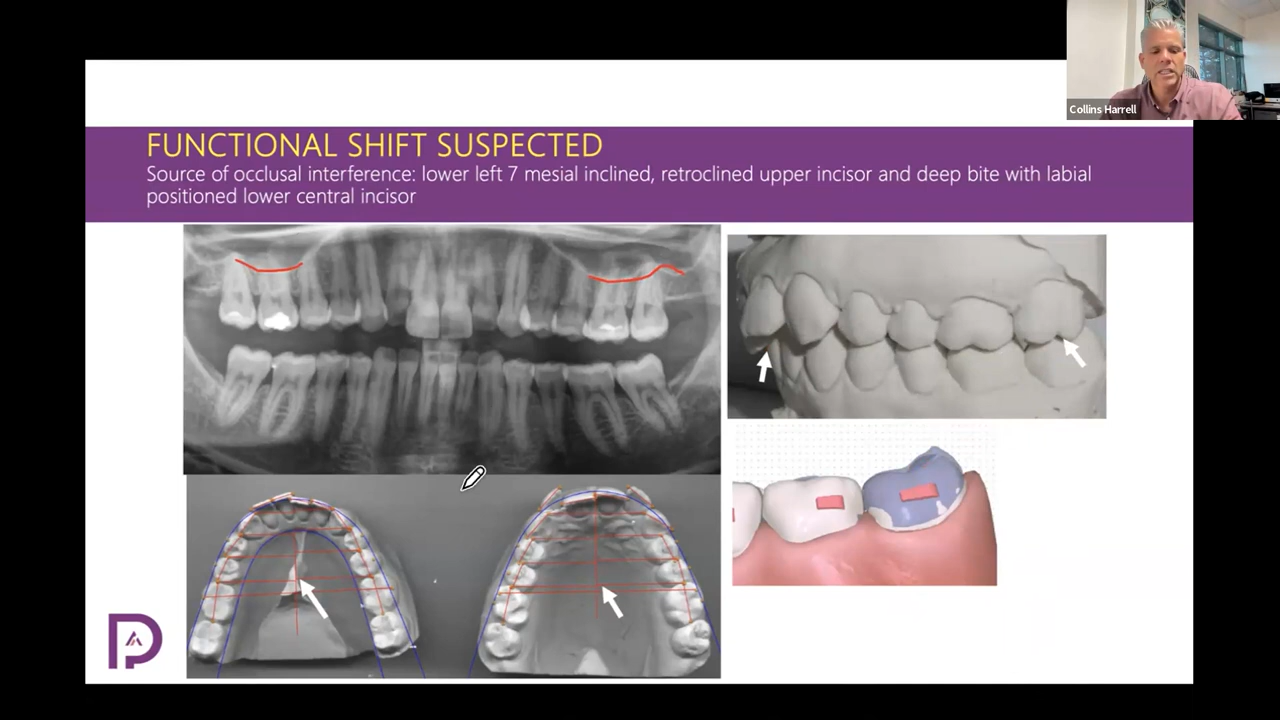 Collins Harrell
FUNCTIONAL SHIFT SUSPECTED
Source of occlusal interference: lower left 7 mesial inclined, retroclined upper incisor and deep bite with labial
positioned lower central incisor